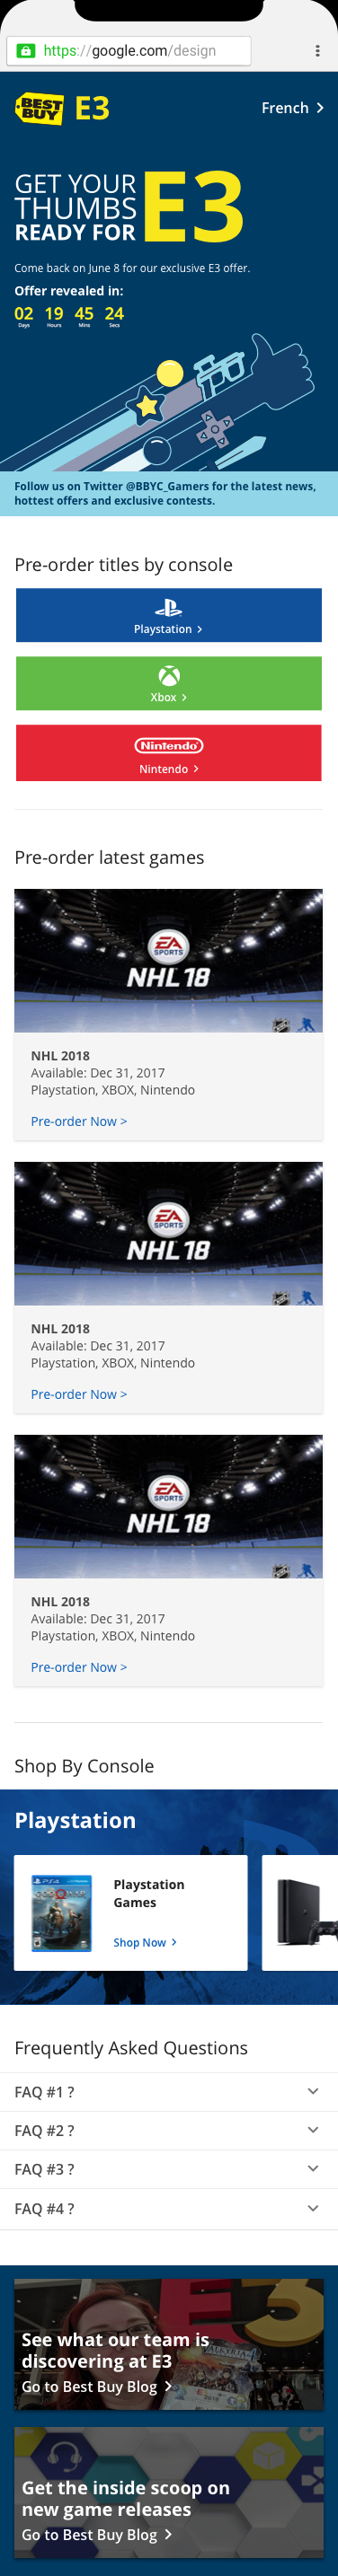 https://google.com/design
BEST BUY E3
French
GET YOUR
THUMBS
READY FOR
E3
Come back on June 8 for our exclusive E3 offer.
Offer revealed in:
02 19 45 24
Days Hours Mins Secs
Follow us on Twitter @BBYC_Gamers for the latest news,
hottest offers and exclusive contests.
Pre-order titles by console
Playstation
Xbox
Nintendo
Nintendo
Pre-order latest games
EA
SPORTS
NHL 18
NHL 2018
Available: Dec 31, 2017
Playstation, XBOX, Nintendo
Pre-order Now >
EA
SPORTS
NHL 18
NHL 2018
Available: Dec 31, 2017
Playstation, XBOX, Nintendo
Pre-order Now >
EA
SPORTS
NHL 18
NHL 2018
Available: Dec 31, 2017
Playstation, XBOX, Nintendo
Pre-order Now >
Shop By Console
Playstation
PS4
Playstation
Games
Shop Now
Frequently Asked Questions
FAQ #1 ?
FAQ #2 ?
FAQ #3 ?
FAQ #4 ?
E3
See what our team is
discovering at E3
Go to Best Buy Blog
Get the inside scoop on
new game releases
Go to Best Buy Blog